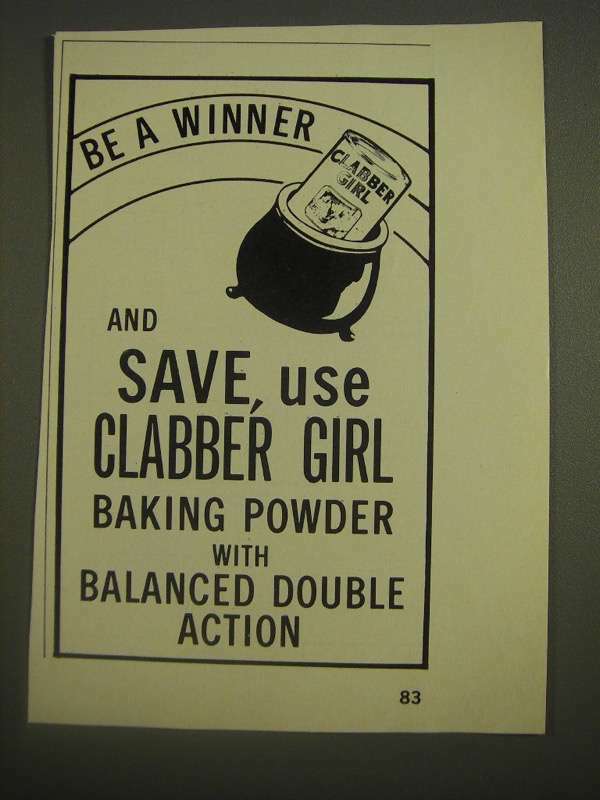 BE A WINNER
CLABBER
GIRL
AND
SAVE, use
CLABBER GIRL
BAKING POWDER
WITH
BALANCED DOUBLE
ACTION
83